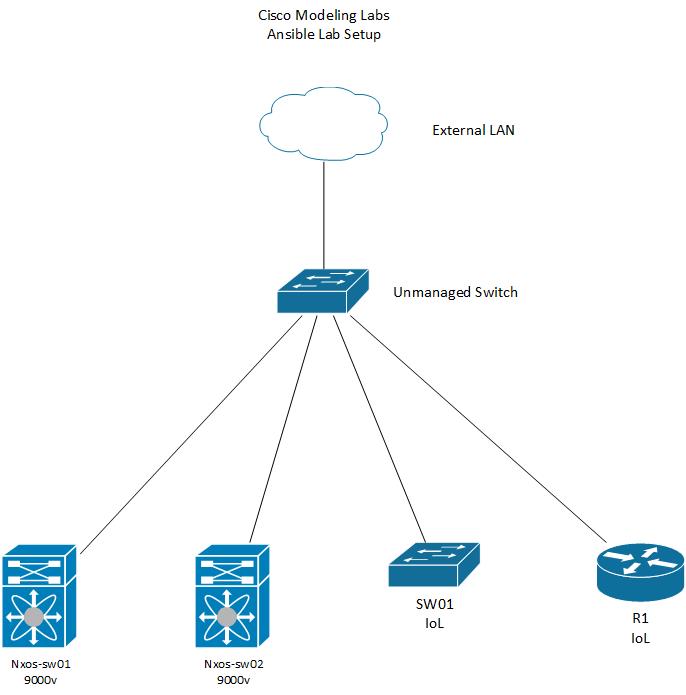 Cisco Modeling Labs
Ansible Lab Setup
External LAN
Unmanaged Switch
Nxos-sw01
9000v
Nxos-sw02
9000v
SW01
IoL
R1
IoL